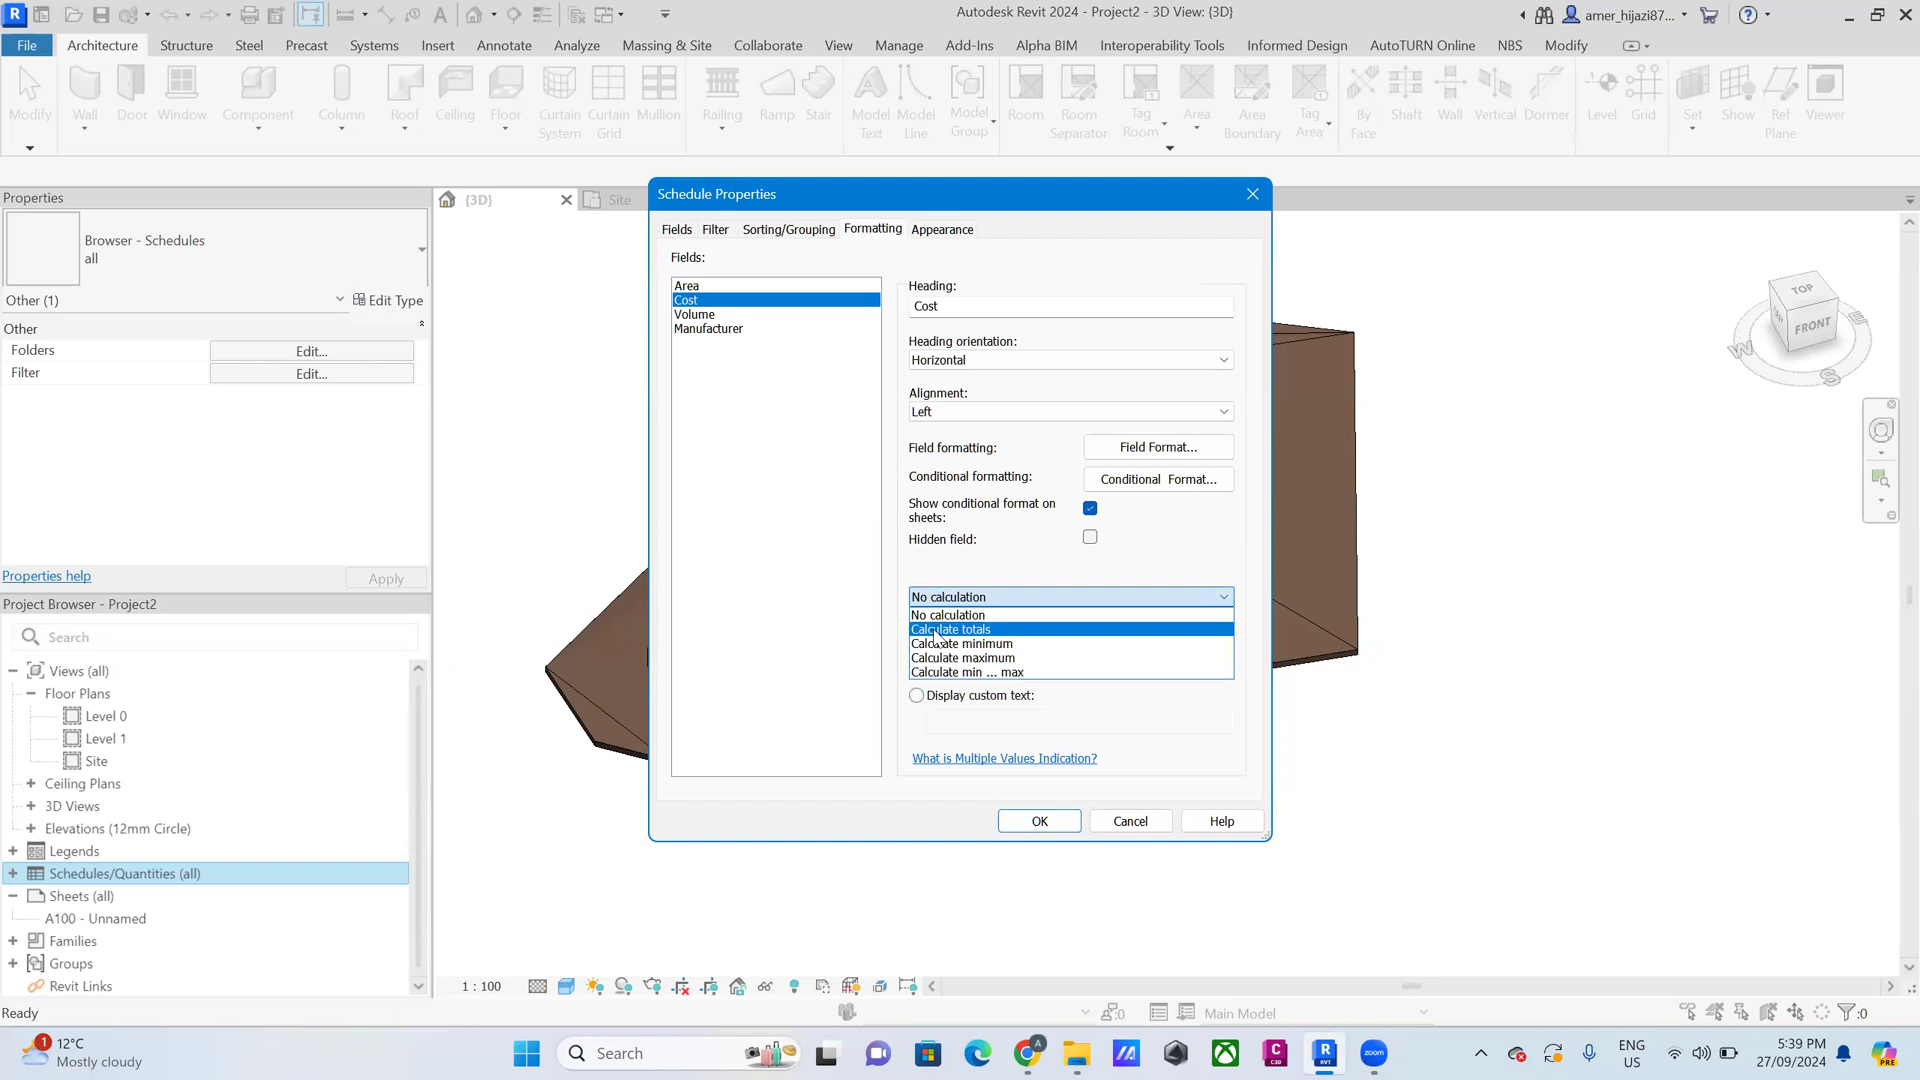 Autodesk Revit 2024 - Project2 - 3D View: {3D}
amer_hijazi87...
File Architecture Structure Steel Precast Systems Insert Annotate Analyze Massing & Site Collaborate View Manage Add-Ins Alpha BIM Interoperability Tools Informed Design AutoTURN Online NBS Modify
Modify Wall Door Window Component Column Roof Ceiling Floor Curtain System Curtain Grid Mullion Railing Ramp Stair Model Text Model Line Model Group Room Room Separator Tag Room Area Area Boundary Tag Area By Face Shaft Wall Vertical Dormer Level Grid Set Show Ref Plane Viewer
Properties
{3D}
Site
Browser - Schedules
all
Other (1)
Edit Type
Other
Folders
Edit...
Filter
Edit...
Properties help
Apply
Project Browser - Project2
Search
Views (all)
Floor Plans
Level 0
Level 1
Site
Ceiling Plans
3D Views
Elevations (12mm Circle)
Legends
Schedules/Quantities (all)
Sheets (all)
A100 - Unnamed
Families
Groups
Revit Links
Schedule Properties
Fields Filter Sorting/Grouping Formatting Appearance
Fields:
Area
Cost
Volume
Manufacturer
Heading:
Cost
Heading orientation:
Horizontal
Alignment:
Left
Field formatting:
Field Format...
Conditional formatting:
Conditional Format...
Show conditional format on
sheets:
Hidden field:
No calculation
No calculation
Calculate totals
Calculate minimum
Calculate maximum
Calculate min ... max
Display custom text:
What is Multiple Values Indication?
OK
Cancel
Help
TOP
FRONT
W
S
E
1 : 100
Ready
:0
Main Model
:0
1
12°C
Mostly cloudy
Search
A
C
C3D
R
RVT
zoom
ENG
US
5:39 PM
27/09/2024
PRE